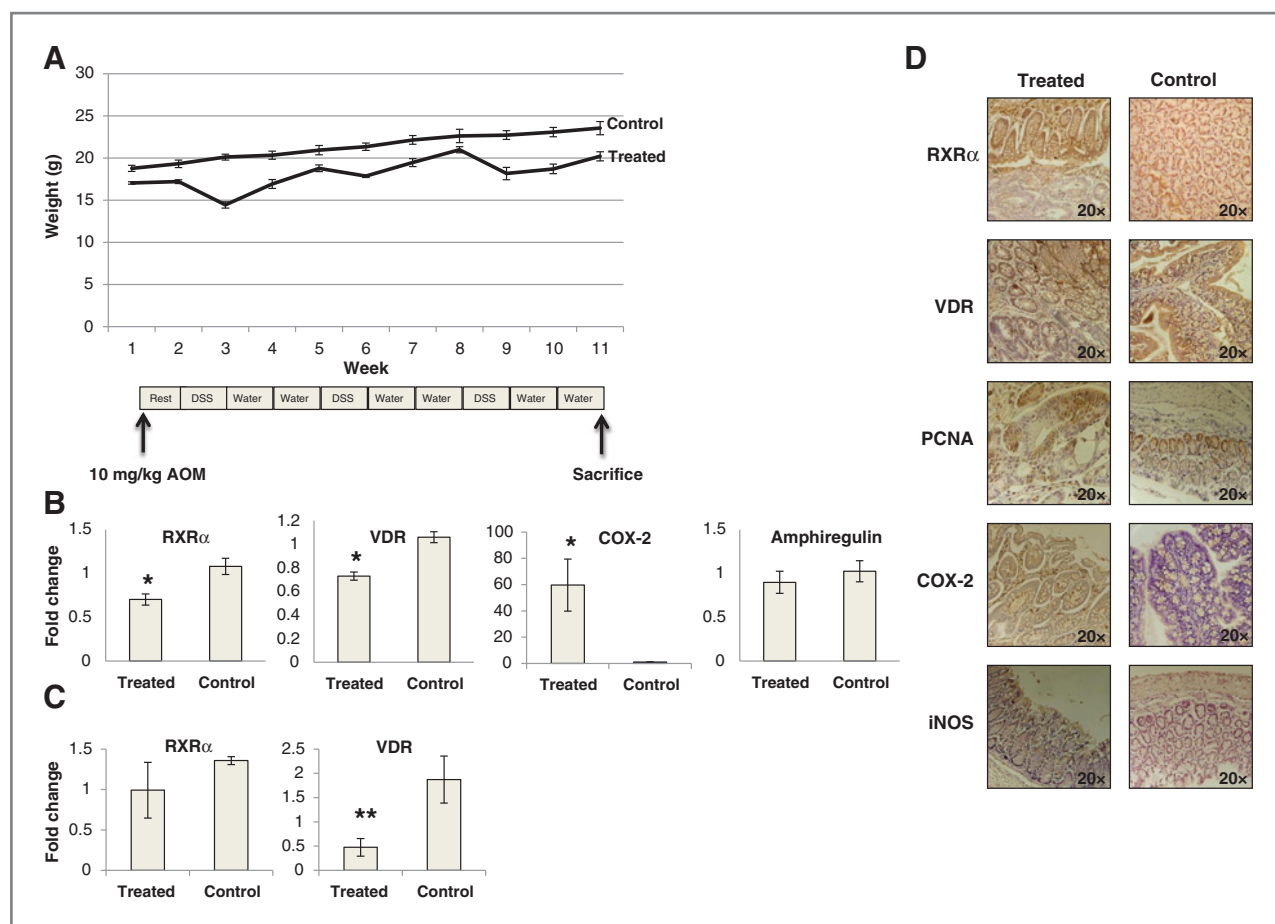 A
30
25
20
15
10
5
0
Weight (g)
Control
Treated
1 2 3 4 5 6 7 8 9 10 11
Week
Rest DSS Water Water DSS Water Water DSS Water Water
10 mg/kg AOM
Sacrifice
B
Fold change
RXRα
1.5
1
0.5
0
*
Treated Control
VDR
1.2
1
0.8
0.6
0.4
0.2
0
*
Treated Control
COX-2
100
80
60
40
20
0
*
Treated Control
Amphiregulin
1.5
1
0.5
0
Treated Control
C
Fold change
RXRα
1.5
1
0.5
0
Treated Control
VDR
2.5
2
1.5
1
0.5
0
**
Treated Control
D
Treated Control
RXRα
20× 20×
VDR
20× 20×
PCNA
20× 20×
COX-2
20× 20×
iNOS
20× 20×